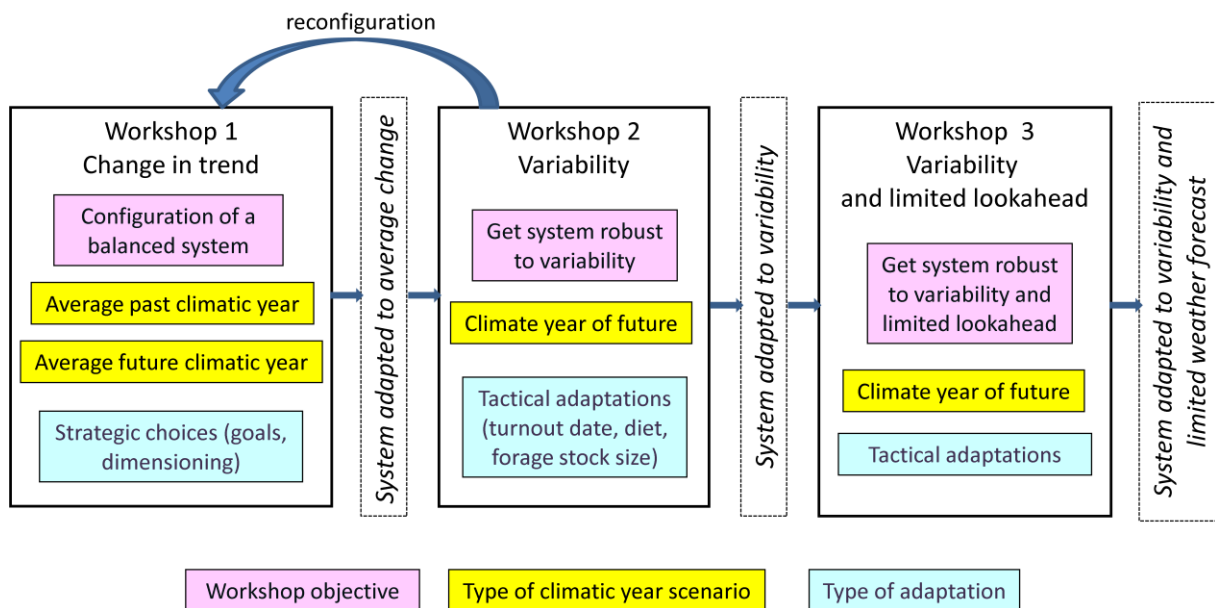 reconfiguration
Workshop 1
Change in trend
Configuration of a
balanced system
Average past climatic year
Average future climatic year
Strategic choices (goals,
dimensioning)
System adapted to average change
Workshop 2
Variability
Get system robust
to variability
Climate year of future
Tactical adaptations
(turnout date, diet,
forage stock size)
System adapted to variability
Workshop 3
Variability
and limited lookahead
Get system robust
to variability and
limited lookahead
Climate year of future
Tactical adaptations
System adapted to variability and
limited weather forecast
Workshop objective
Type of climatic year scenario
Type of adaptation